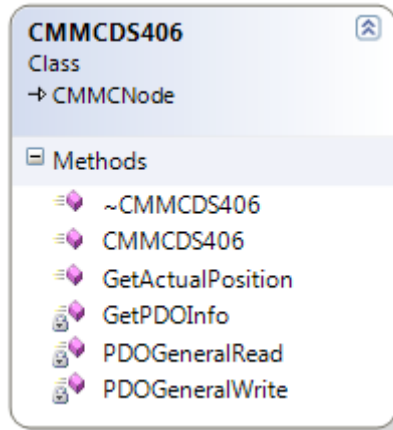 CMMCDS406
Class
CMMCNode
Methods
~CMMCDS406
CMMCDS406
GetActualPosition
GetPDOInfo
PDOGeneralRead
PDOGeneralWrite